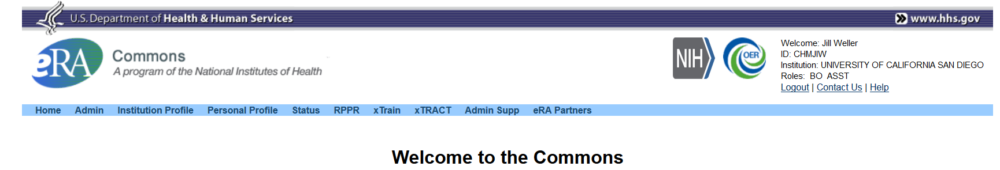 U.S. Department of Health & Human Services
www.hhs.gov
eRA
Commons
A program of the National Institutes of Health
NIH
OER
Welcome: Jill Weller
ID: CHMJIW
Institution: UNIVERSITY OF CALIFORNIA SAN DIEGO
Roles: BO ASST
Logout | Contact Us | Help
Home Admin Institution Profile Personal Profile Status RPPR xTrain xTRACT Admin Supp eRA Partners
Welcome to the Commons